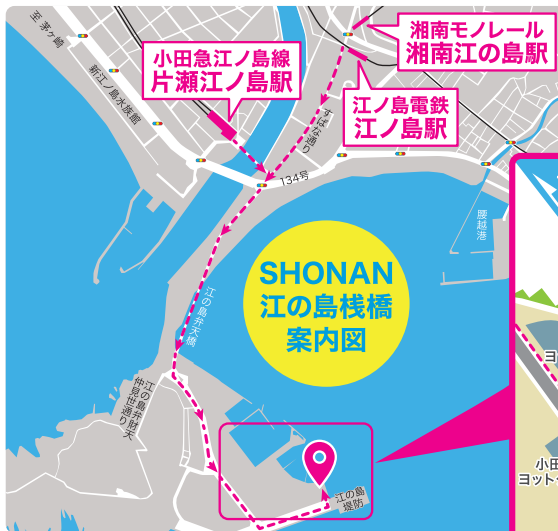 至 茅ヶ崎
新江ノ島水族館
小田急江ノ島線
片瀬江ノ島駅
湘南モノレール
湘南江の島駅
江ノ島電鉄
江ノ島駅
すばな通り
134号
腰越港
SHONAN
江の島桟橋
案内図
江の島弁天橋
江の島弁財天
仲見世通り
江の島
堤防
ヨ
小田
ヨット